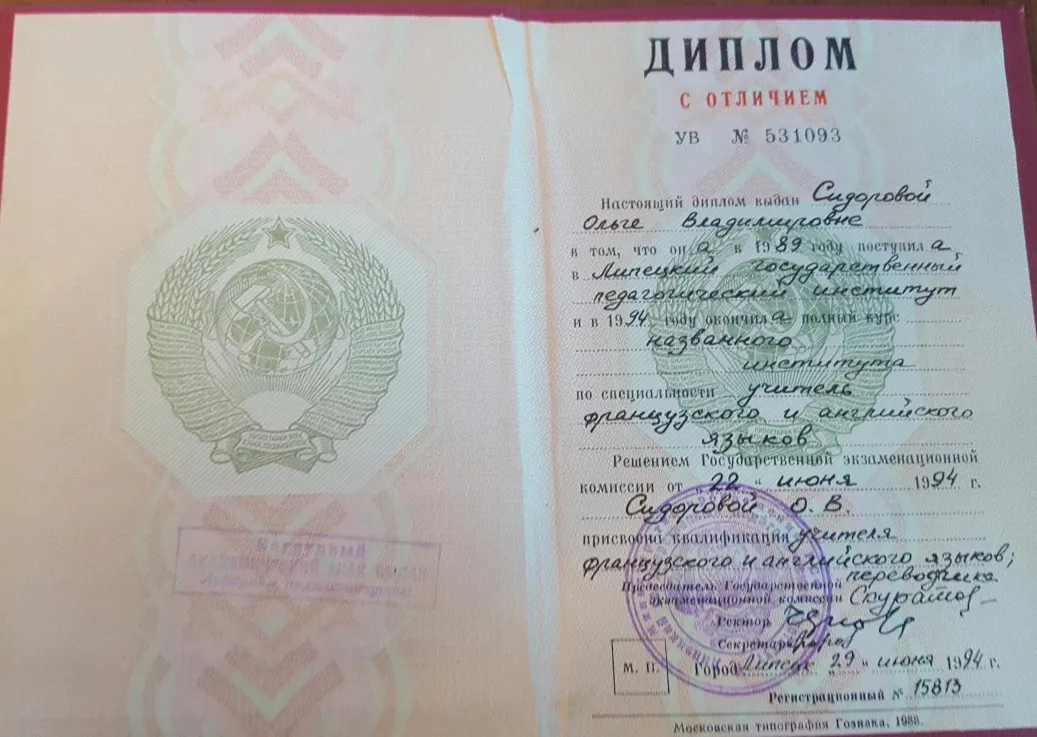 ДИПЛОМ
С ОТЛИЧИЕМ
УВ № 531093
Настоящий диплом выдан Сидоровой
Ольге Владимировне
в том, что он а в 1989 году поступил а
в Липецкий государственный
педагогический институт
и в 1994 году окончил а полный курс
названного
института
по специальности учитель
французского и английского
языков
Решением Государственной экзаменационной
комиссии от „22“ июня 1994 г.
Сидоровой О. В.
присвоена квалификация учителя
французского и английского языков;
переводчика
Председатель Государственной
экзаменационной комиссии
Ректор
Секретарь
М. П.
Город Липецк 29 „ июня 1994 г.
Регистрационный № 15813
Московская типография Гознака, 1988.